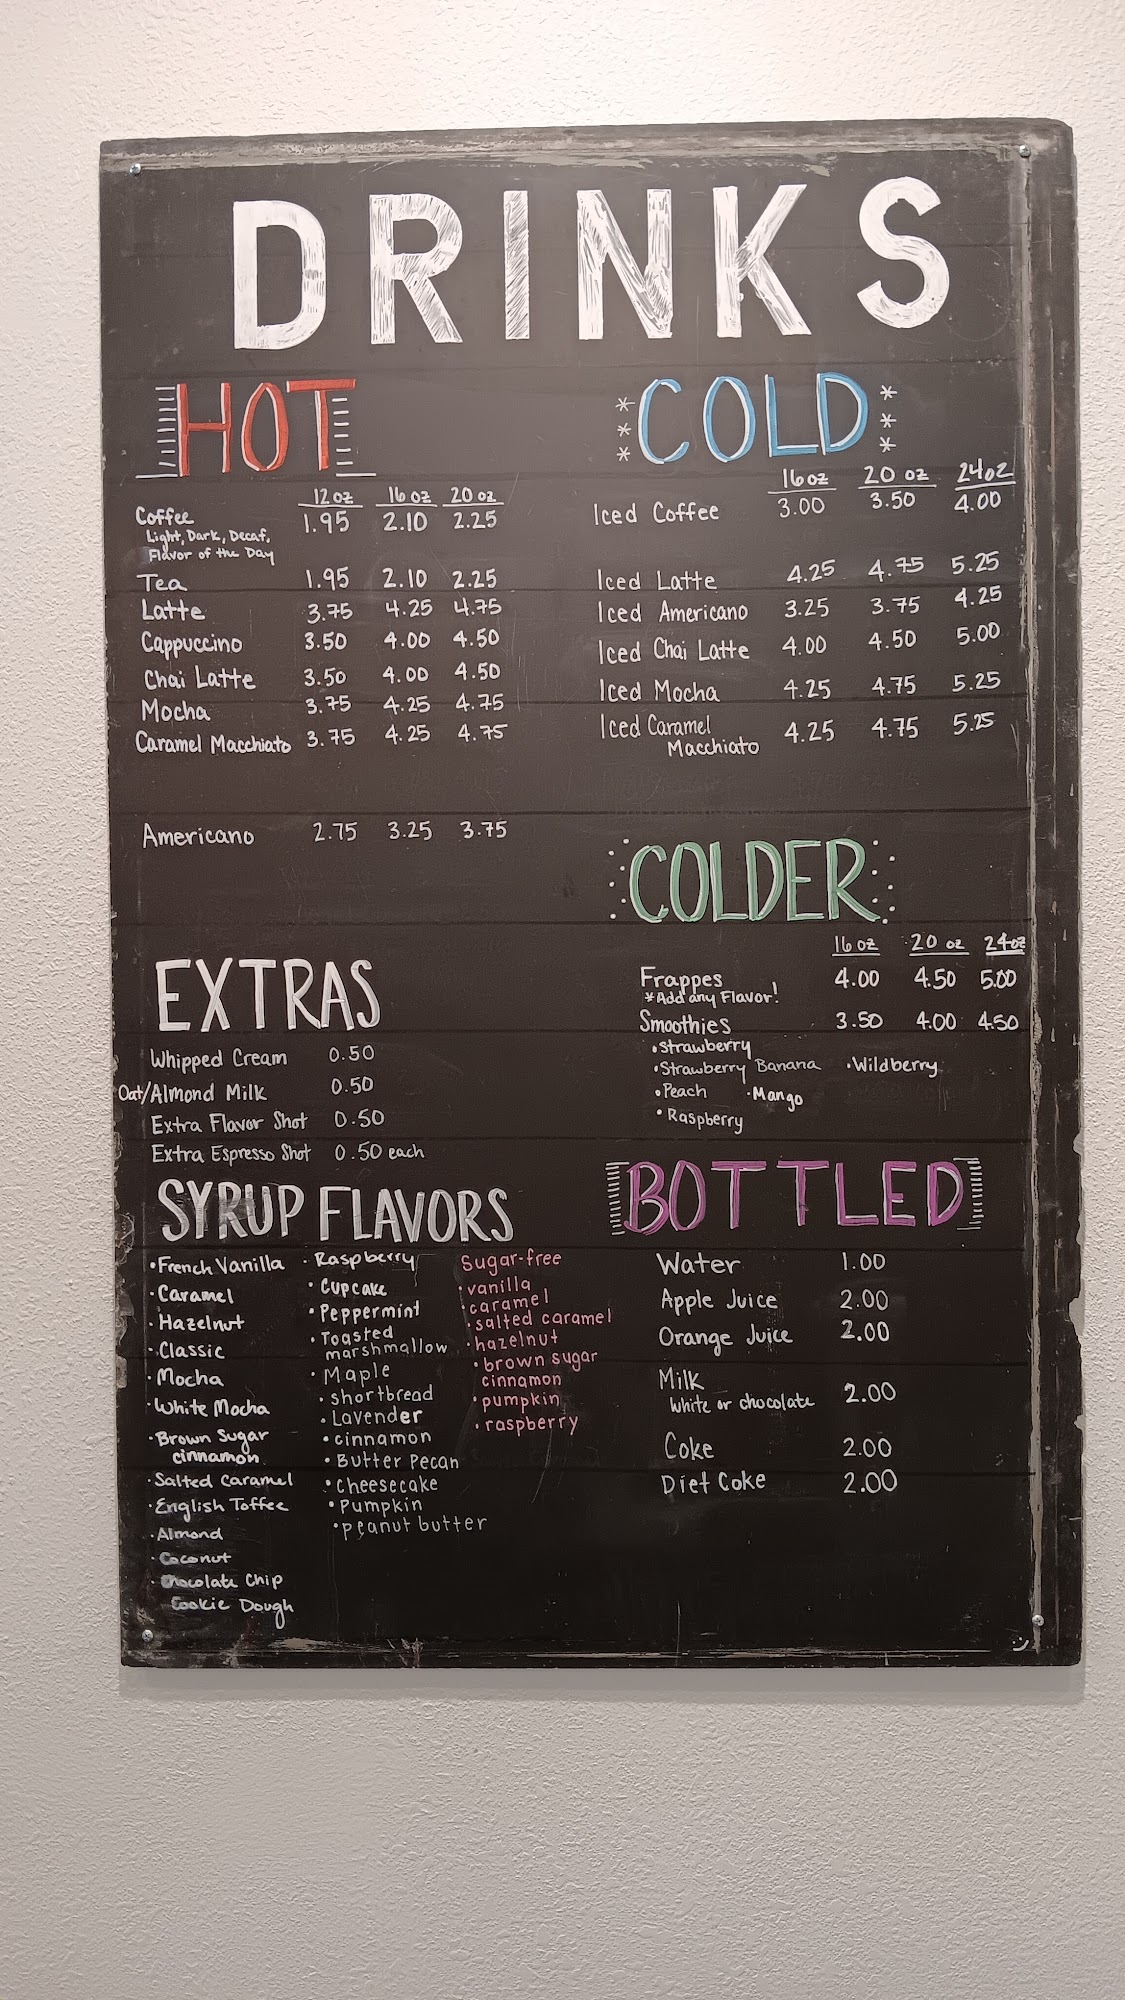 DRINKS
HOT
12 oz 16 oz 20 oz
Coffee 1.95 2.10 2.25
Light, Dark, Decaf,
Flavor of the Day
Tea 1.95 2.10 2.25
Latte 3.75 4.25 4.75
Cappuccino 3.50 4.00 4.50
Chai Latte 3.50 4.00 4.50
Mocha 3.75 4.25 4.75
Caramel Macchiato 3.75 4.25 4.75
Americano 2.75 3.25 3.75
COLD
16 oz 20 oz 24oz
Iced Coffee 3.00 3.50 4.00
Iced Latte 4.25 4.75 5.25
Iced Americano 3.25 3.75 4.25
Iced Chai Latte 4.00 4.50 5.00
Iced Mocha 4.25 4.75 5.25
Iced Caramel
Macchiato 4.25 4.75 5.25
COLDER
16 oz 20 oz 24oz
Frappes 4.00 4.50 5.00
*Add any Flavor!
Smoothies 3.50 4.00 4.50
•Strawberry
•Strawberry Banana •Wildberry
•Peach •Mango
•Raspberry
EXTRAS
Whipped Cream 0.50
Oat/Almond Milk 0.50
Extra Flavor Shot 0.50
Extra Espresso Shot 0.50 each
SYRUP FLAVORS
•French Vanilla
•Caramel
•Hazelnut
•Classic
•Mocha
•White Mocha
•Brown Sugar
cinnamon
•Salted Caramel
•English Toffee
•Almond
•Coconut
•Chocolate Chip
Cookie Dough
•Raspberry
•Cupcake
•Peppermint
•Toasted
marshmallow
•Maple
•shortbread
•Lavender
•cinnamon
•Butter Pecan
•Cheesecake
•Pumpkin
•peanut butter
Sugar-free
•vanilla
•caramel
•salted caramel
•hazelnut
•brown sugar
cinnamon
•pumpkin
•raspberry
BOTTLED
Water 1.00
Apple Juice 2.00
Orange Juice 2.00
Milk
White or chocolate 2.00
Coke 2.00
Diet Coke 2.00